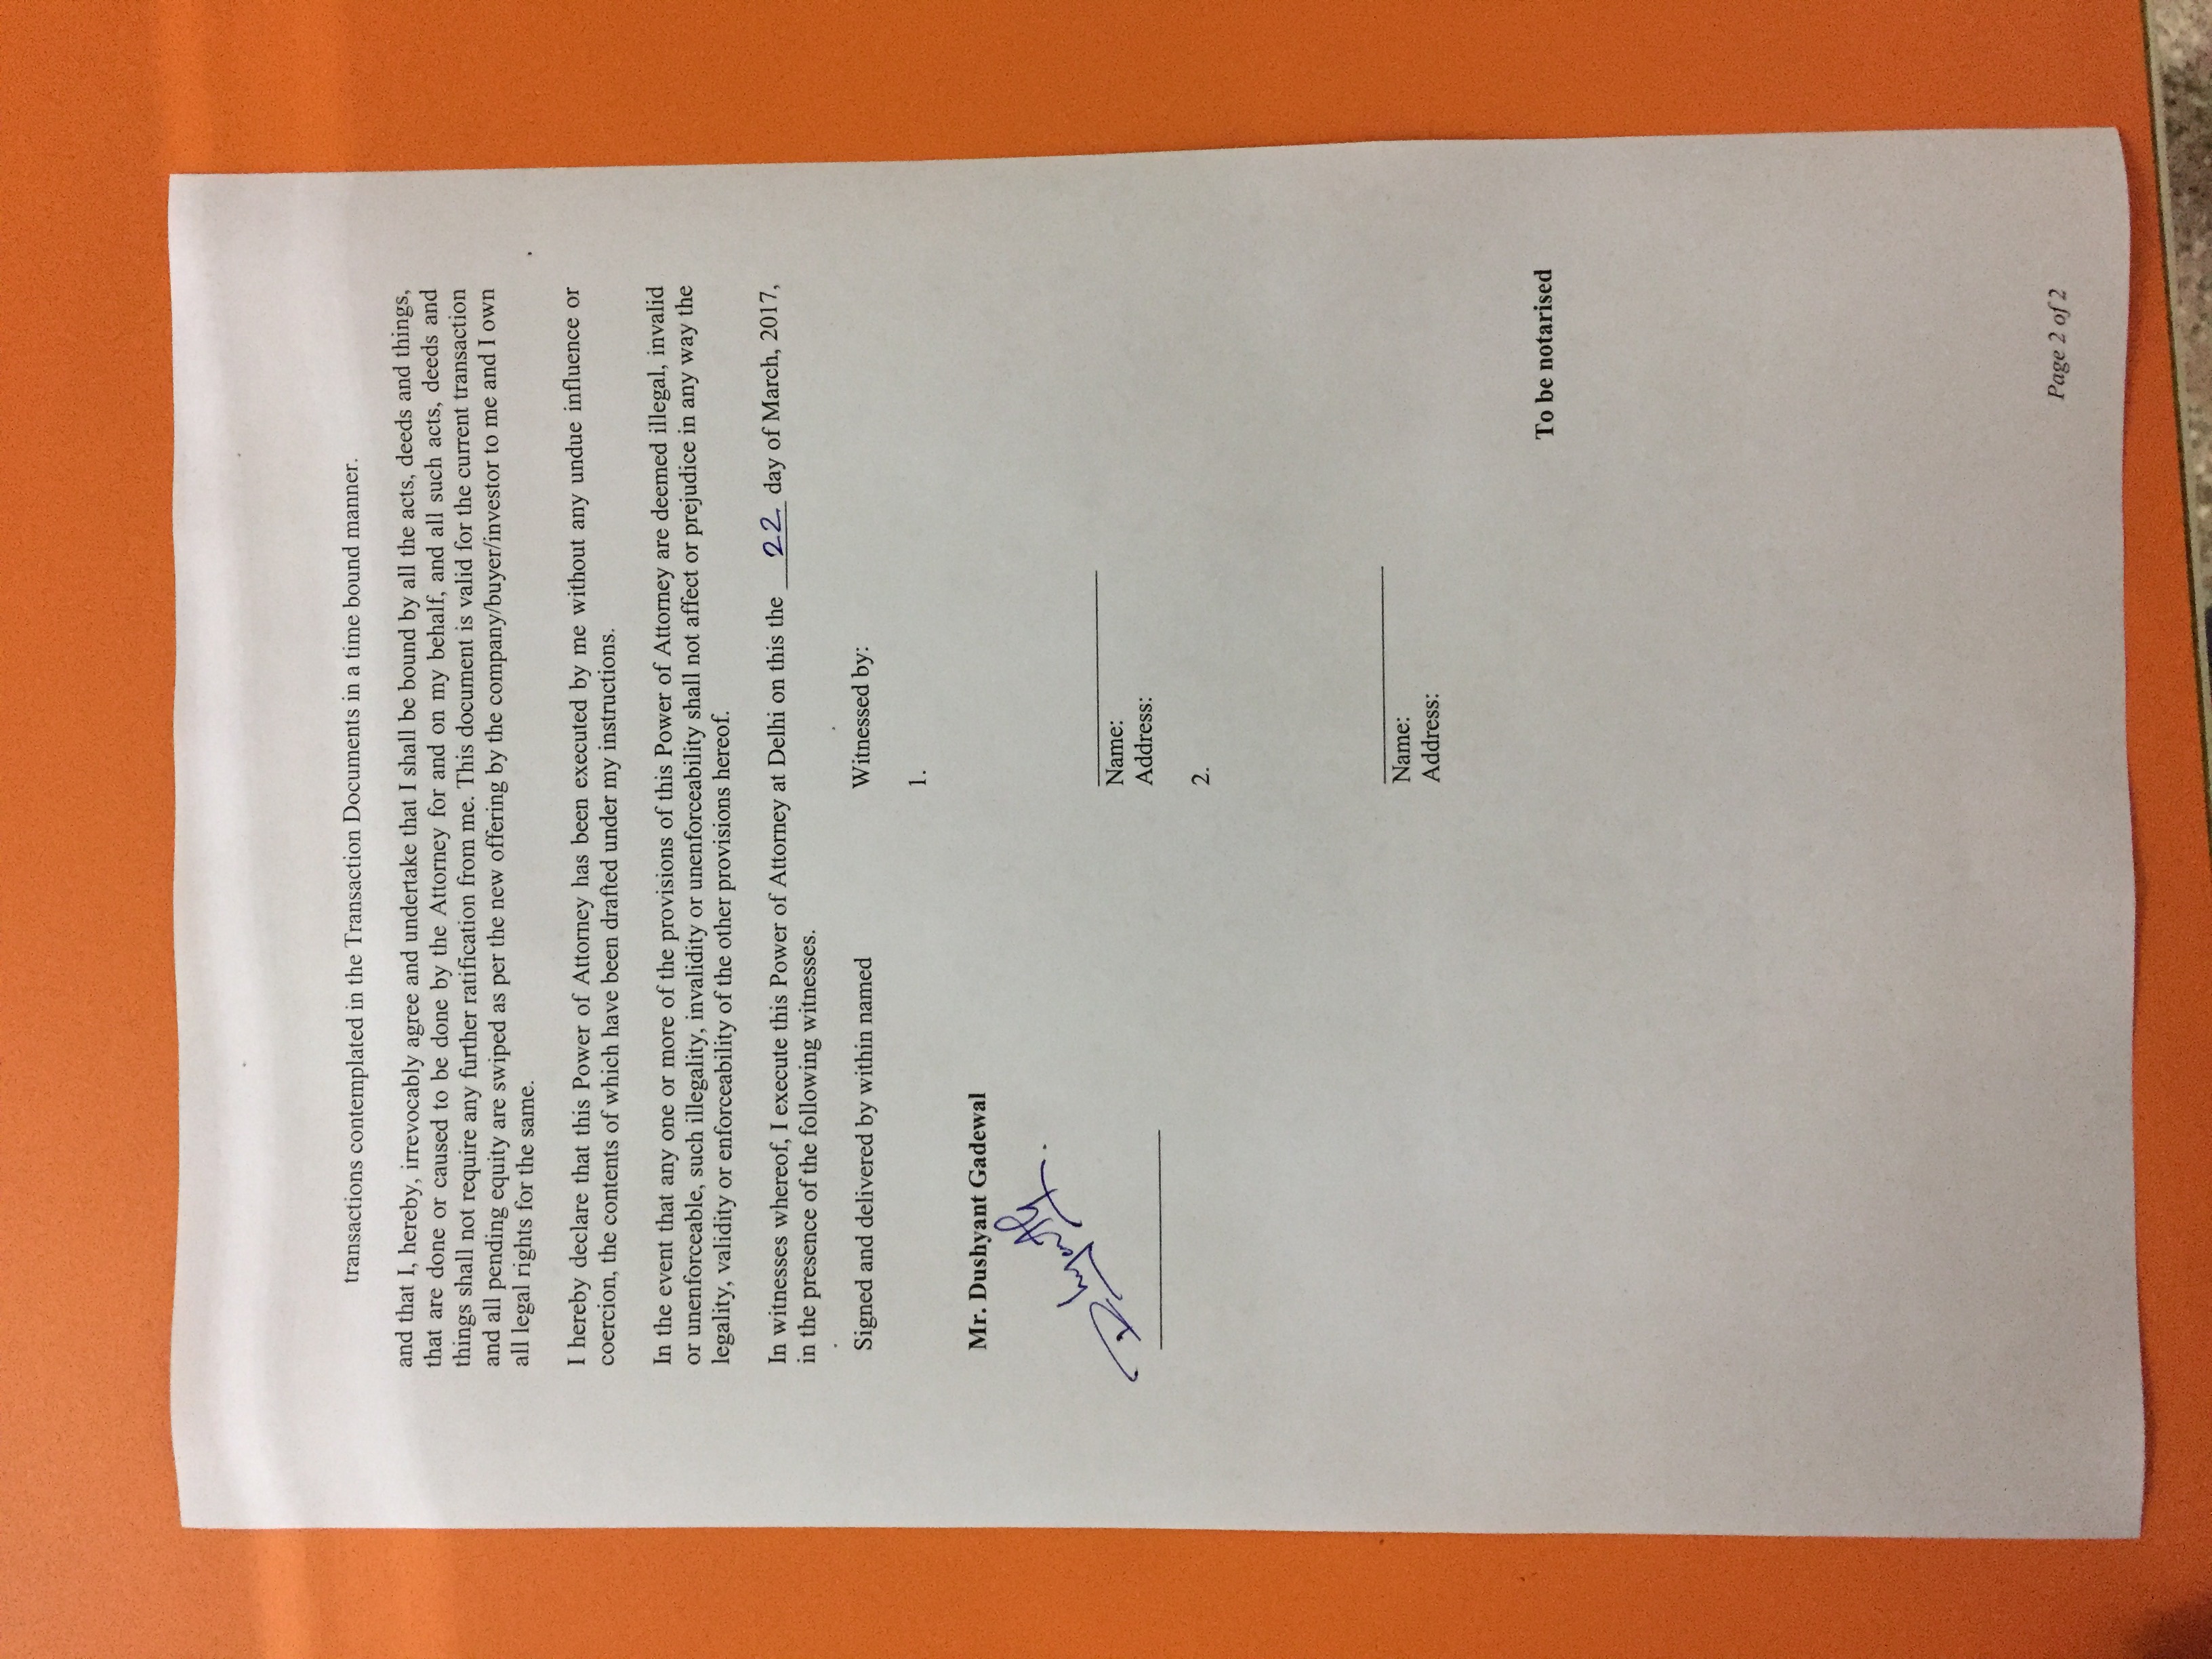 transactions contemplated in the Transaction Documents in a time bound manner.
and that I, hereby, irrevocably agree and undertake that I shall be bound by all the acts, deeds and things,
that are done or caused to be done by the Attorney for and on my behalf, and all such acts, deeds and
things shall not require any further ratification from me. This document is valid for the current transaction
and all pending equity are swiped as per the new offering by the company/buyer/investor to me and I own
all legal rights for the same.
I hereby declare that this Power of Attorney has been executed by me without any undue influence or
coercion, the contents of which have been drafted under my instructions.
In the event that any one or more of the provisions of this Power of Attorney are deemed illegal, invalid
or unenforceable, such illegality, invalidity or unenforceability shall not affect or prejudice in any way the
legality, validity or enforceability of the other provisions hereof.
In witnesses whereof, I execute this Power of Attorney at Delhi on this the 22 day of March, 2017,
in the presence of the following witnesses.
Signed and delivered by within named
Mr. Dushyant Gadewal
Witnessed by:
1.
Name:
Address:
2.
Name:
Address:
To be notarised
Page 2 of 2